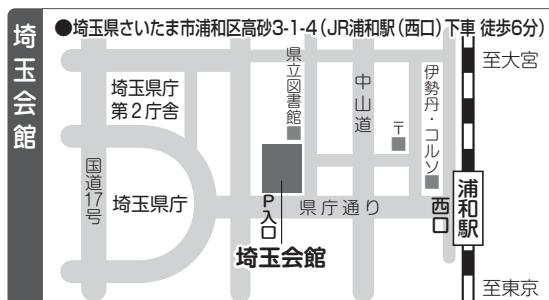 埼玉会館
●埼玉県さいたま市浦和区高砂3-1-4（JR浦和駅（西口）下車 徒歩6分）
至大宮
埼玉県庁
第2庁舎
県立図書館
中山道
〒
伊勢丹・コルソ
国道17号
埼玉県庁
P入口
県庁通り
西口
浦和駅
埼玉会館
至東京